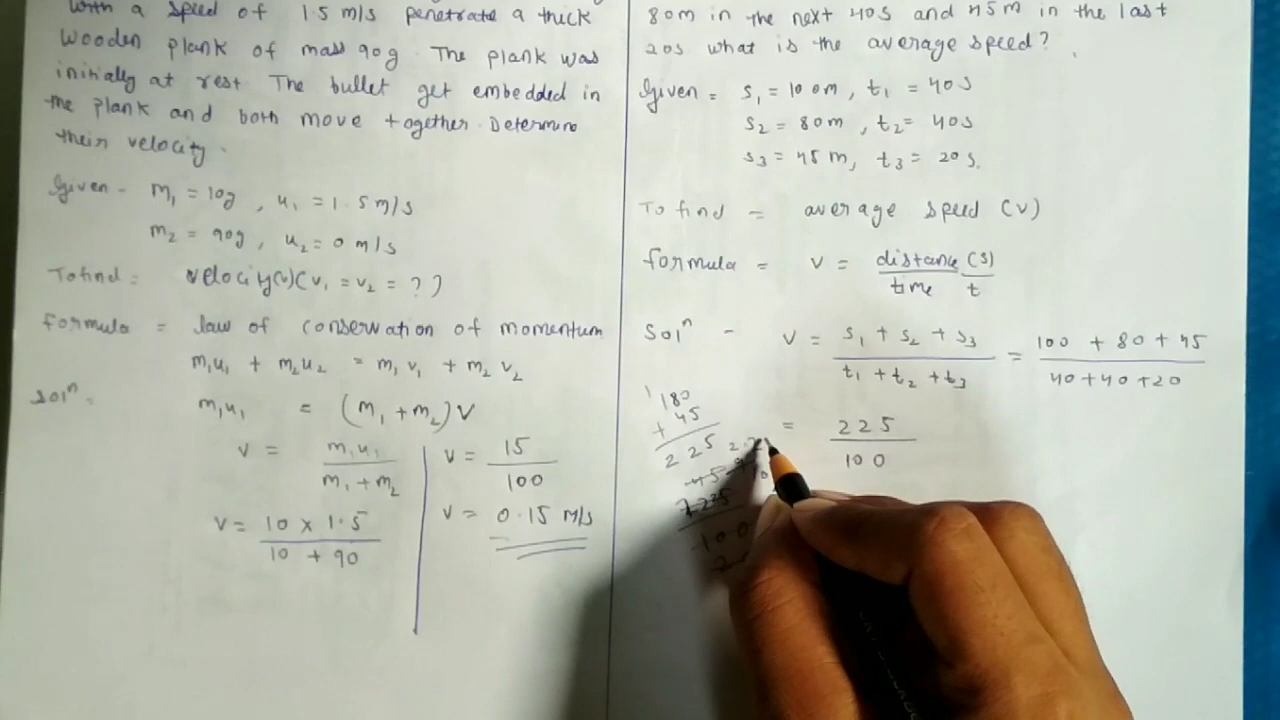 with a speed of 1.5 m/s penetrate a thick
wooden plank of mass 90g. The plank was
initially at rest The bullet get embedded in
the plank and both move together. Determine
their velocity.
Given - m₁ = 10g , u₁ = 1.5 m/s
m₂ = 90g , u₂ = 0 m/s
To find = velociy(v)(v₁ = v₂ = ??)
formula = law of conservation of momentum
m₁u₁ + m₂u₂ = m₁v₁ + m₂v₂
Solⁿ =
m₁u₁ = (m₁ + m₂)V
V = m₁u₁ / m₁ + m₂
V = 10 x 1.5 / 10 + 90
V = 15 / 100
V = 0.15 m/s
80m in the next 40s and 45m in the last
20s what is the average speed?
Given = s₁ = 100m , t₁ = 40s
s₂ = 80m , t₂ = 40s
s₃ = 45m, t₃ = 20s.
To find = average speed (v)
formula = v = distance (s) / time t
Solⁿ - v = s₁ + s₂ + s₃ / t₁ + t₂ + t₃ = 100 + 80 + 45 / 40 + 40 + 20
= 225 / 100
1
180
+ 45
225